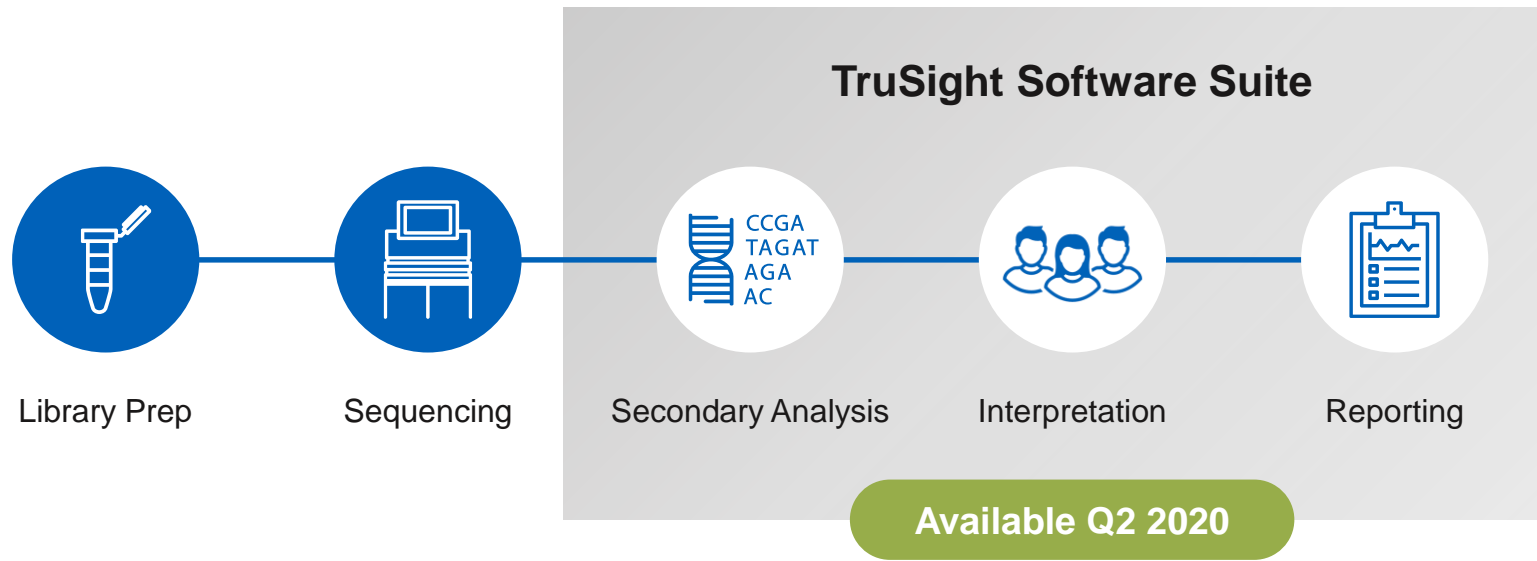 TruSight Software Suite
CCGA
TAGAT
AGA
AC
Library Prep
Sequencing
Secondary Analysis
Interpretation
Reporting
Available Q2 2020